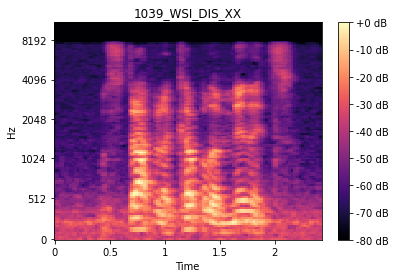 1039_WSI_DIS_XX
+0 dB
8192
-10 dB
4096
-20 dB
-30 dB
2048
Hz
-40 dB
1024
-50 dB
512
-60 dB
-70 dB
0
-80 dB
0 0.5 1 1.5 2
Time